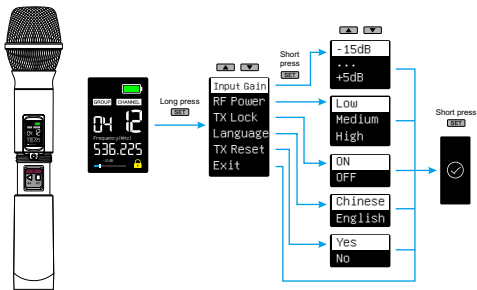 GROUP CHANNEL
04 12
Frequency(MHz)
536.225
-10dB
Long press
SET
Input Gain
RF Power
TX Lock
Language
TX Reset
Exit
Short
press
SET
-15dB
...
+5dB
Low
Medium
High
ON
OFF
Chinese
English
Yes
No
Short press
SET